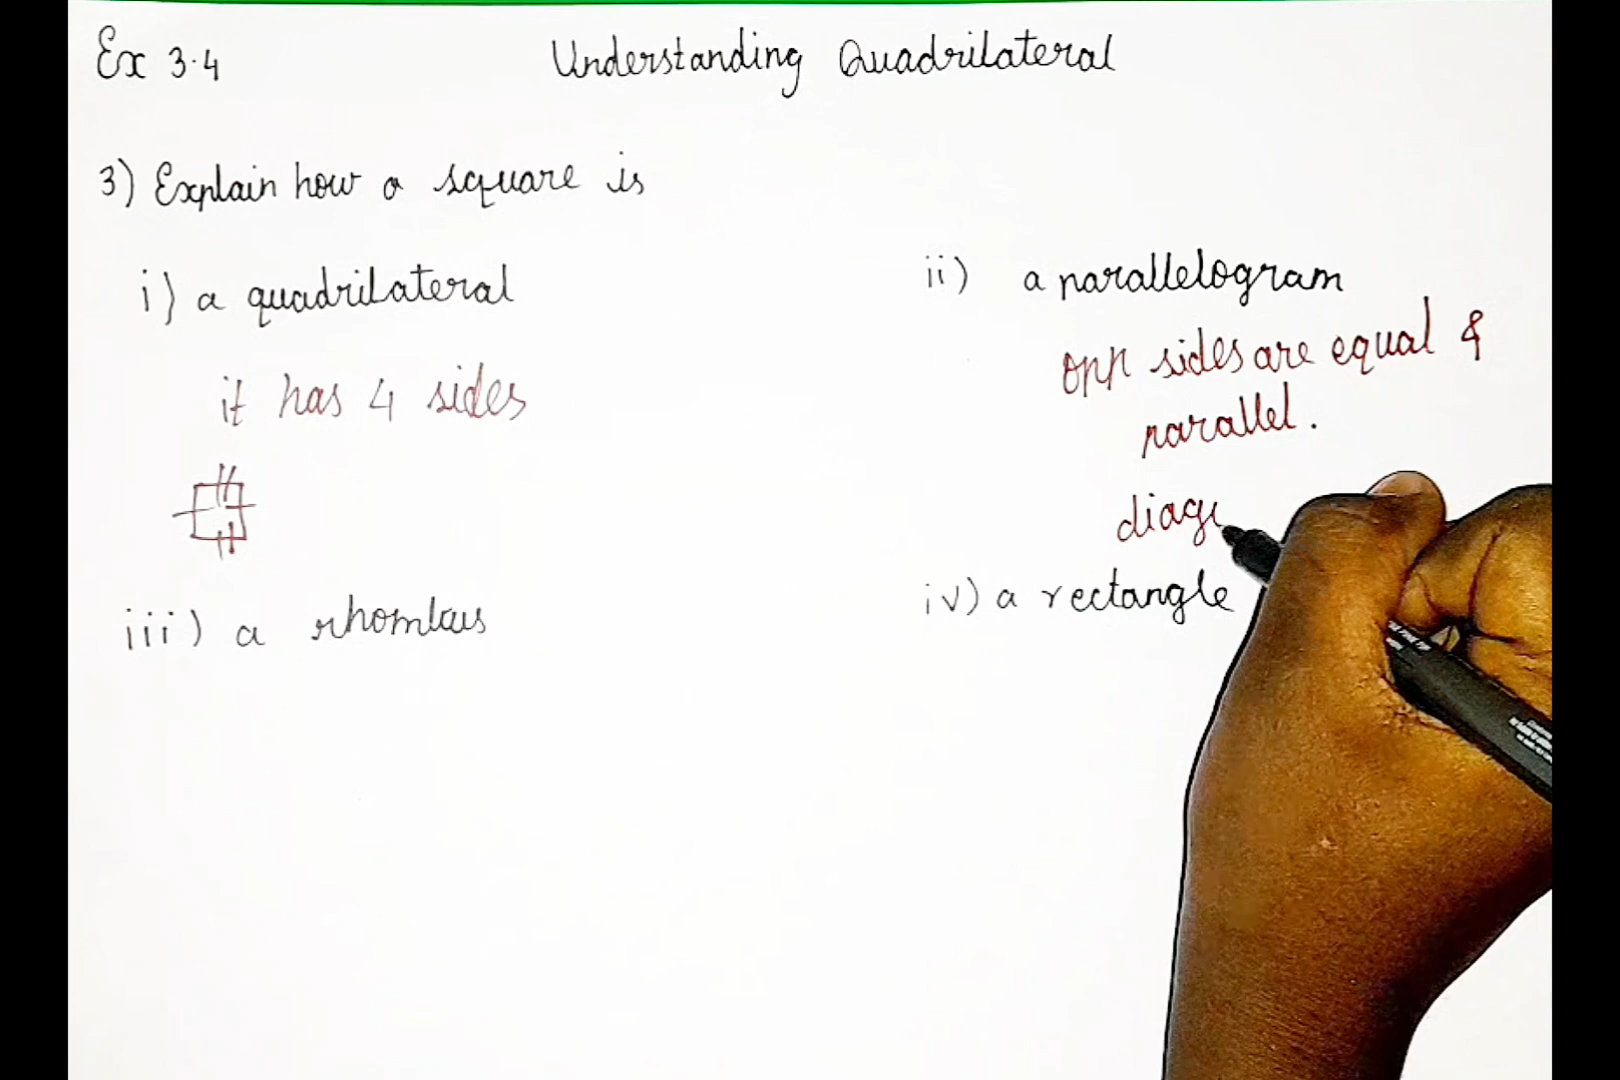 Ex 3.4
Understanding Quadrilateral
3) Explain how a square is
i) a quadrilateral
it has 4 sides
ii) a parallelogram
opp sides are equal &
parallel.
diag
iii) a rhombus
iv) a rectangle